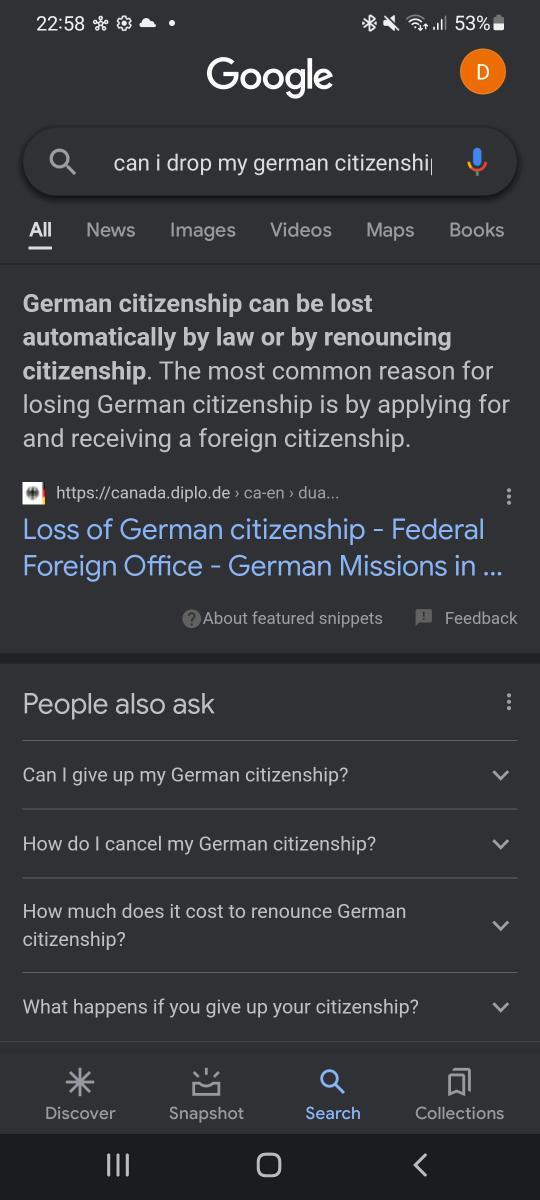 22:58 53%
Google
D
can i drop my german citizenshi
All News Images Videos Maps Books
German citizenship can be lost
automatically by law or by renouncing
citizenship. The most common reason for
losing German citizenship is by applying for
and receiving a foreign citizenship.
https://canada.diplo.de › ca-en › dua...
Loss of German citizenship - Federal
Foreign Office - German Missions in ...
About featured snippets Feedback
People also ask
Can I give up my German citizenship?
How do I cancel my German citizenship?
How much does it cost to renounce German
citizenship?
What happens if you give up your citizenship?
Discover Snapshot Search Collections